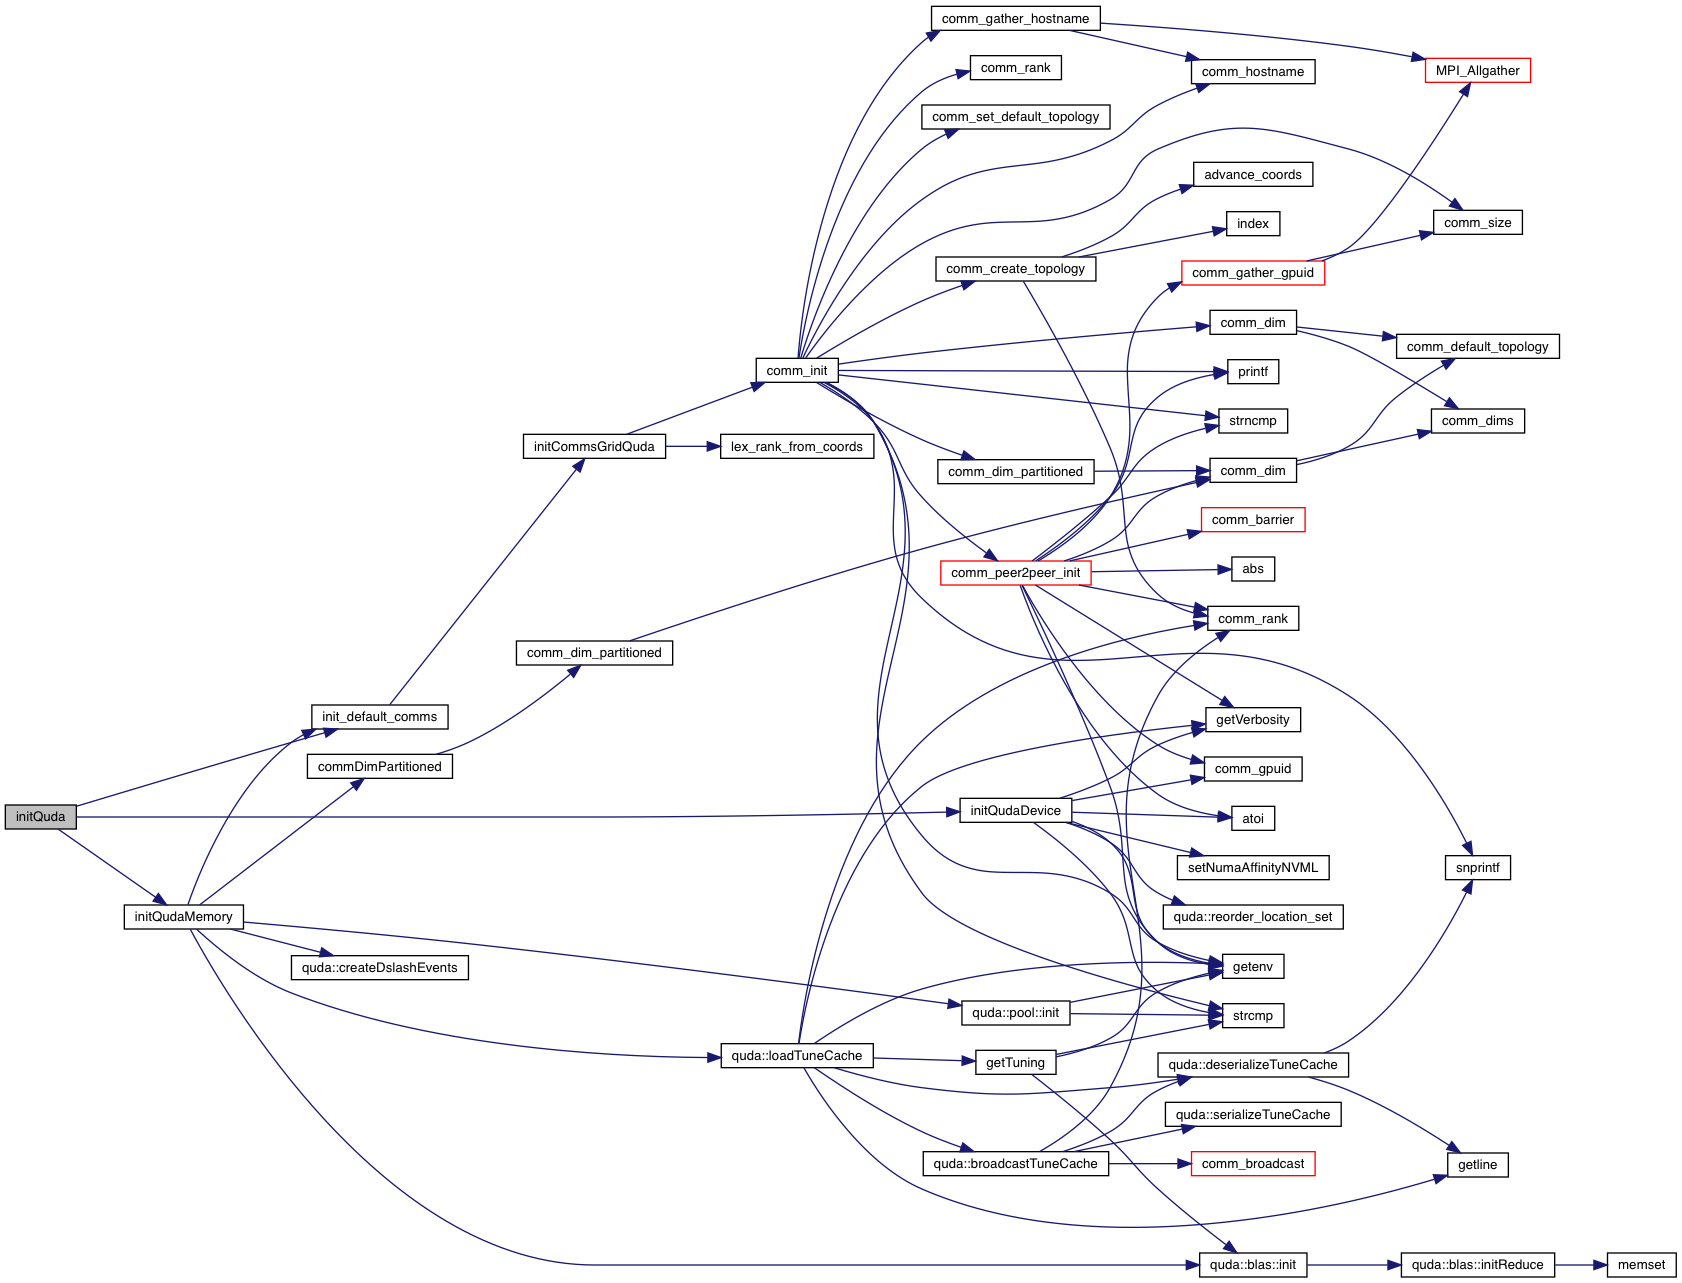 comm_gather_hostname
comm_rank
comm_hostname
MPI_Allgather
comm_set_default_topology
advance_coords
index
comm_size
comm_create_topology
comm_gather_gpuid
comm_dim
comm_default_topology
comm_init
printf
strncmp
comm_dims
initCommsGridQuda
lex_rank_from_coords
comm_dim_partitioned
comm_dim
comm_barrier
comm_peer2peer_init
abs
comm_rank
comm_dim_partitioned
init_default_comms
getVerbosity
commDimPartitioned
comm_gpuid
initQuda
initQudaDevice
atoi
setNumaAffinityNVML
snprintf
initQudaMemory
quda::reorder_location_set
quda::createDslashEvents
getenv
quda::pool::init
strcmp
quda::loadTuneCache
getTuning
quda::deserializeTuneCache
quda::serializeTuneCache
quda::broadcastTuneCache
comm_broadcast
getline
quda::blas::init
quda::blas::initReduce
memset